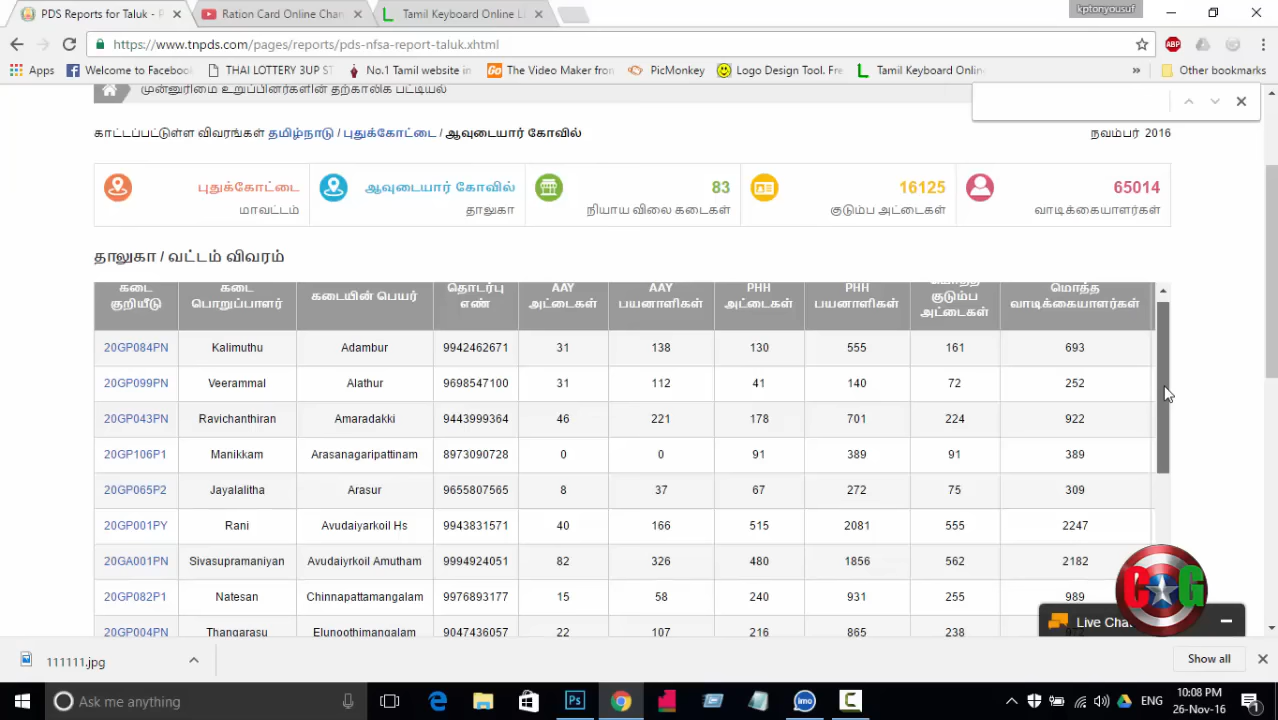 PDS Reports for Taluk - P
Ration Card Online Chan
Tamil Keyboard Online L
kptonyousuf
https://www.tnpds.com/pages/reports/pds-nfsa-report-taluk.xhtml
Apps
Welcome to Facebook
THAI LOTTERY 3UP ST
No.1 Tamil website in
The Video Maker from
PicMonkey
Logo Design Tool. Fre
Tamil Keyboard Online
»
Other bookmarks
முன்னுரிமை உறுப்பினர்களின் தற்காலிக பட்டியல்
காட்டப்பட்டுள்ள விவரங்கள் தமிழ்நாடு / புதுக்கோட்டை / ஆவுடையார் கோவில்
நவம்பர் 2016
புதுக்கோட்டை
மாவட்டம்
ஆவுடையார் கோவில்
தாலுகா
83
நியாய விலை கடைகள்
16125
குடும்ப அட்டைகள்
65014
வாடிக்கையாளர்கள்
தாலுகா / வட்டம் விவரம்
கடை குறியீடு கடை பொறுப்பாளர் கடையின் பெயர் தொடர்பு எண் AAY அட்டைகள் AAY பயனாளிகள் PHH அட்டைகள் PHH பயனாளிகள் மொத்த குடும்ப அட்டைகள் மொத்த வாடிக்கையாளர்கள்
20GP084PN Kalimuthu Adambur 9942462671 31 138 130 555 161 693
20GP099PN Veerammal Alathur 9698547100 31 112 41 140 72 252
20GP043PN Ravichanthiran Amaradakki 9443999364 46 221 178 701 224 922
20GP106P1 Manikkam Arasanagaripattinam 8973090728 0 0 91 389 91 389
20GP065P2 Jayalalitha Arasur 9655807565 8 37 67 272 75 309
20GP001PY Rani Avudaiyarkoil Hs 9943831571 40 166 515 2081 555 2247
20GA001PN Sivasupramaniyan Avudaiyrkoil Amutham 9994924051 82 326 480 1856 562 2182
20GP082P1 Natesan Chinnapattamangalam 9976893177 15 58 240 931 255 989
20GP004PN Thangarasu Elunoothimangalam 9047436057 22 107 216 865 238
C G
Live Cha
111111.jpg
Show all
Ask me anything
Ps
imo
C
ENG
10:08 PM
26-Nov-16
1